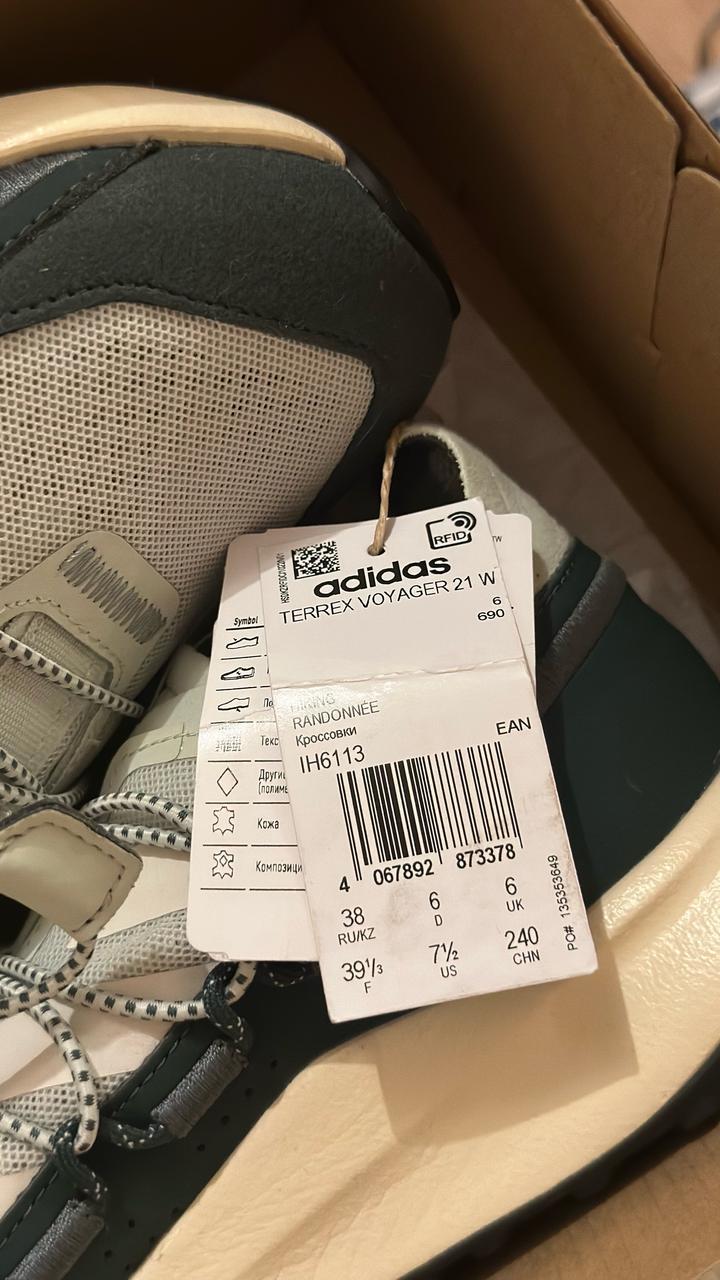 RFID
adidas
TERREX VOYAGER 21 W
6
690
HIKING
RANDONNÉE
Кроссовки
IH6113
EAN
4 067892 873378
38
RU/KZ
6
D
6
UK
39⅓
F
7½
US
240
CHN
PO# 135353649
Symbol
Кожа
TW